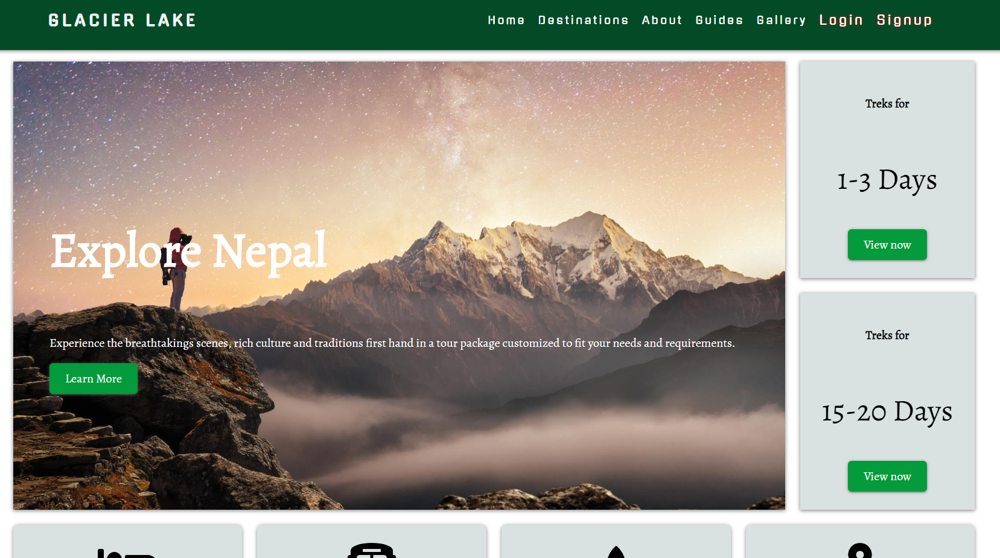 GLACIER LAKE
Home Destinations About Guides Gallery Login Signup
Explore Nepal
Experience the breathtakings scenes, rich culture and traditions first hand in a tour package customized to fit your needs and requirements.
Learn More
Treks for
1-3 Days
View now
Treks for
15-20 Days
View now